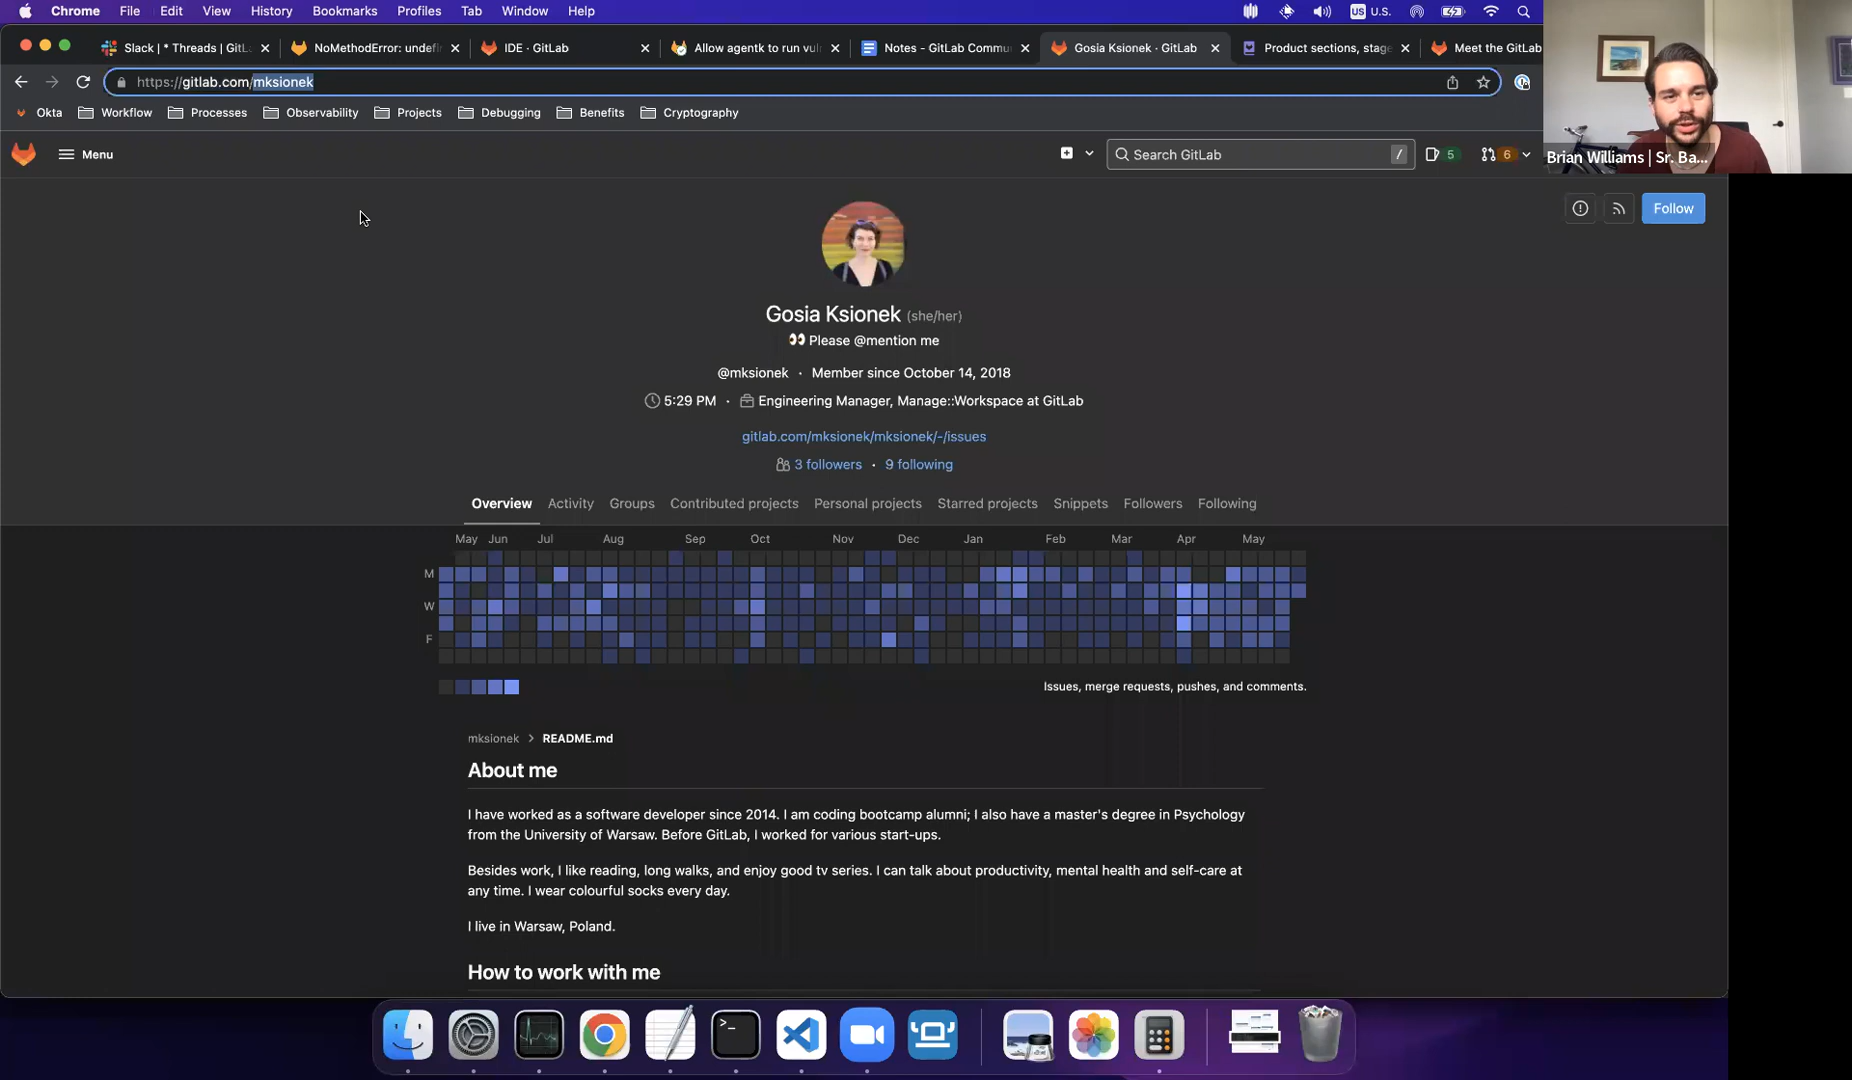 Chrome File Edit View History Bookmarks Profiles Tab Window Help U.S.
Slack | * Threads | GitL
NoMethodError: undefi
IDE · GitLab
Allow agentk to run vul
Notes - GitLab Commu
Gosia Ksionek · GitLab
Product sections, stage
Meet the GitLab
https://gitlab.com/mksionek
Okta Workflow Processes Observability Projects Debugging Benefits Cryptography
Menu
Search GitLab /
5
6
Brian Williams | Sr. Ba...
Follow
Gosia Ksionek (she/her)
Please @mention me
@mksionek · Member since October 14, 2018
5:29 PM · Engineering Manager, Manage::Workspace at GitLab
gitlab.com/mksionek/mksionek/-/issues
3 followers · 9 following
Overview Activity Groups Contributed projects Personal projects Starred projects Snippets Followers Following
May Jun Jul Aug Sep Oct Nov Dec Jan Feb Mar Apr May
M
W
F
Issues, merge requests, pushes, and comments.
mksionek > README.md
About me
I have worked as a software developer since 2014. I am coding bootcamp alumni; I also have a master's degree in Psychology
from the University of Warsaw. Before GitLab, I worked for various start-ups.
Besides work, I like reading, long walks, and enjoy good tv series. I can talk about productivity, mental health and self-care at
any time. I wear colourful socks every day.
I live in Warsaw, Poland.
How to work with me